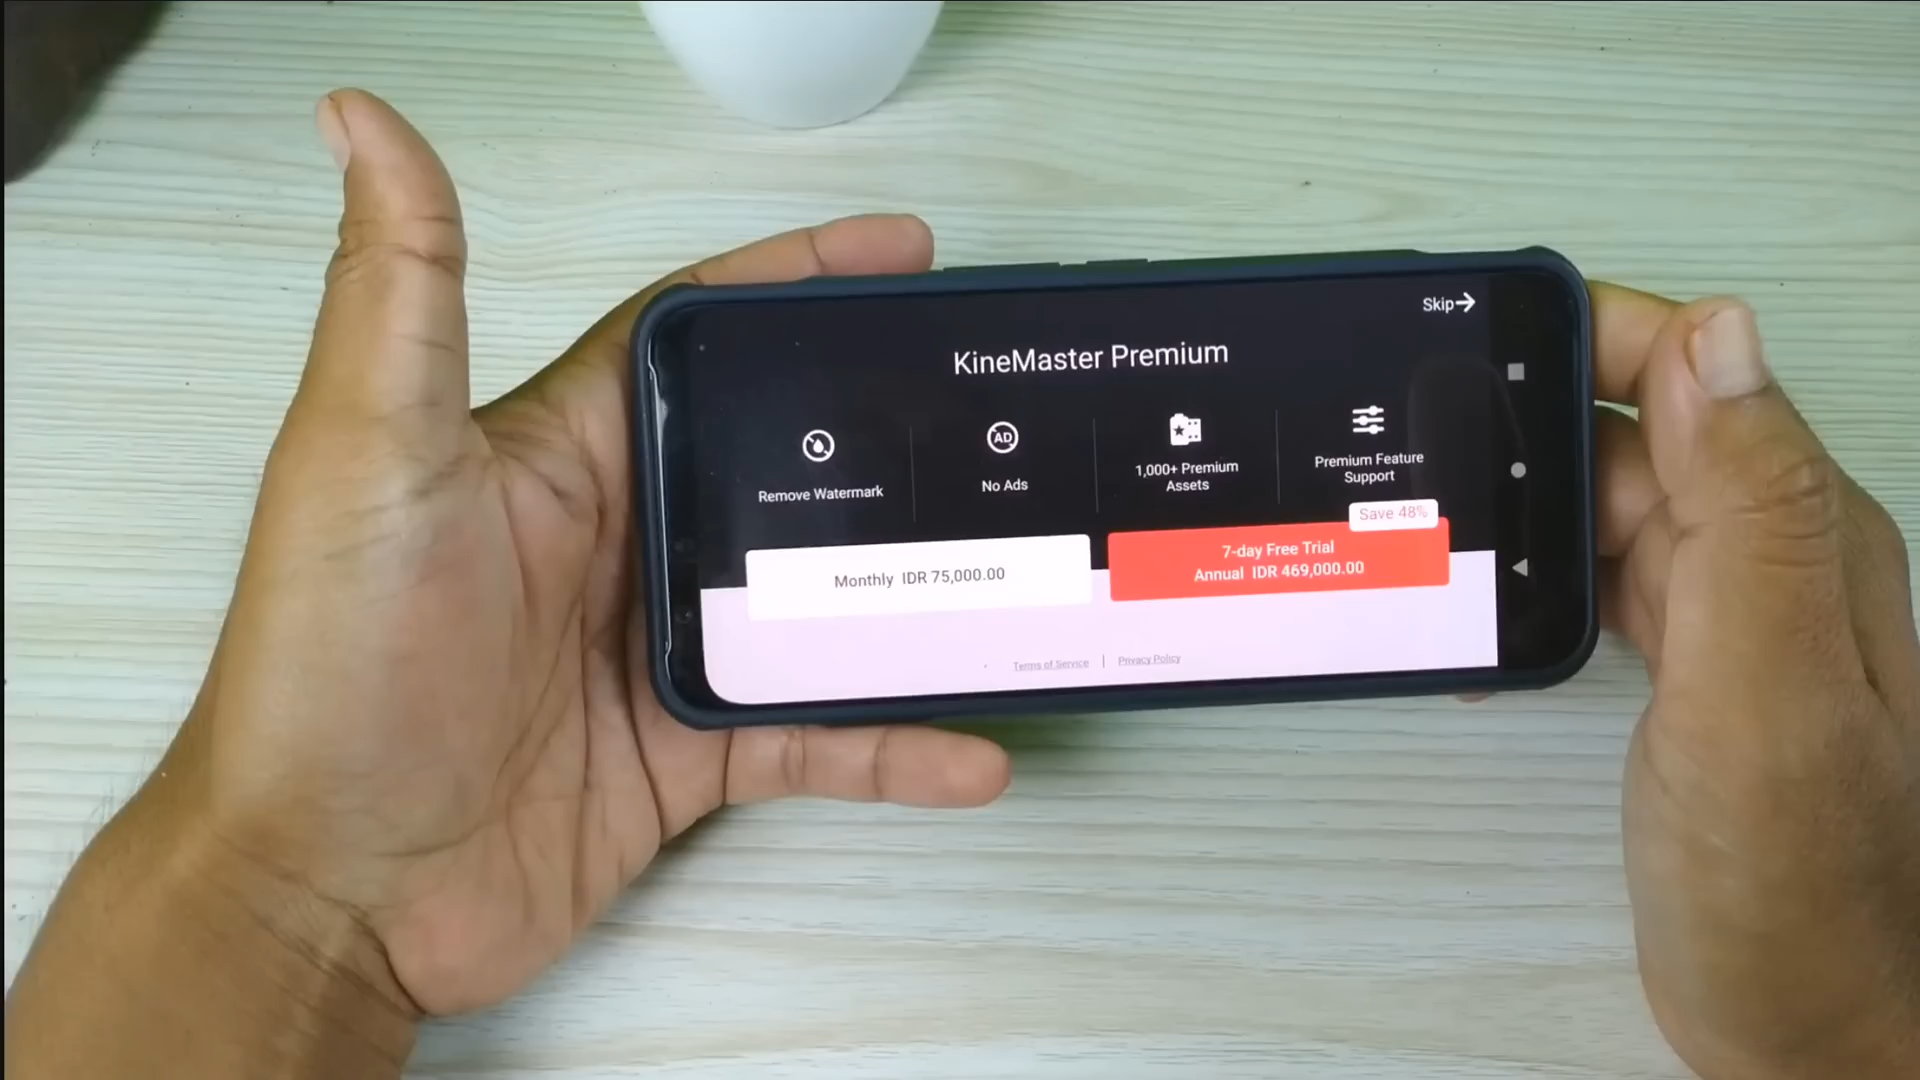 Skip
KineMaster Premium
Remove Watermark
AD
No Ads
1,000+ Premium
Assets
Premium Feature
Support
Save 48%
Monthly IDR 75,000.00
7-day Free Trial
Annual IDR 469,000.00
Terms of Service | Privacy Policy